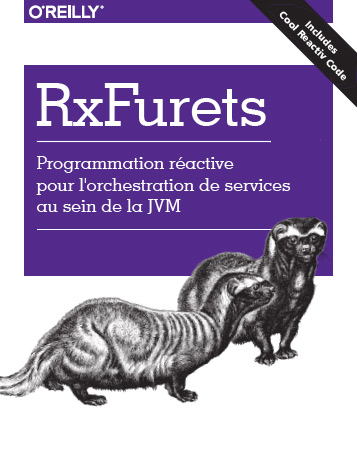 O'REILLY®
Includes
Cool Reactiv Code
RxFurets
Programmation réactive
pour l'orchestration de services
au sein de la JVM